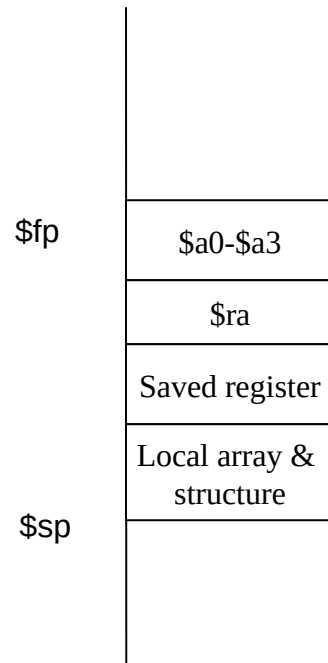 $fp
$a0-$a3
$ra
Saved register
Local array &
structure
$sp